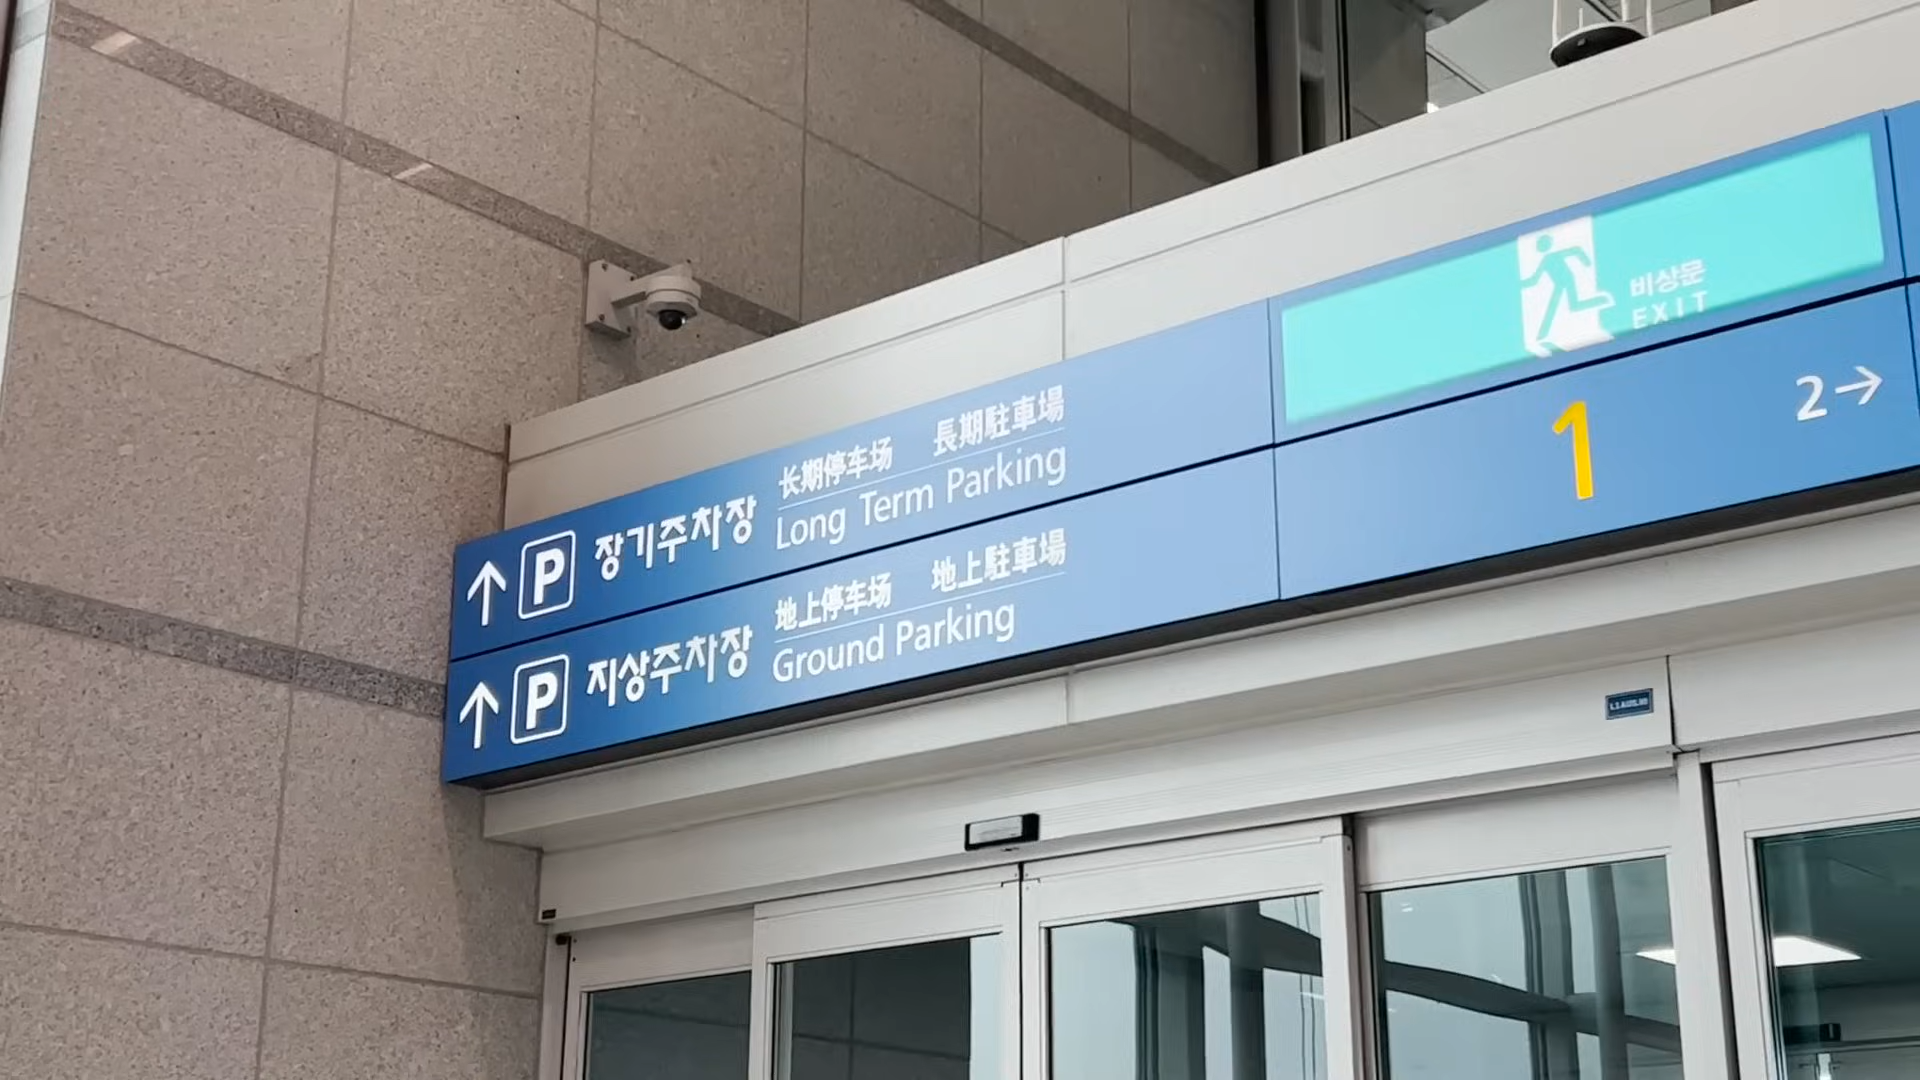 P 장기주차장
长期停车场 長期駐車場
Long Term Parking
P 지상주차장
地上停车场 地上駐車場
Ground Parking
비상문
EXIT
1
2→